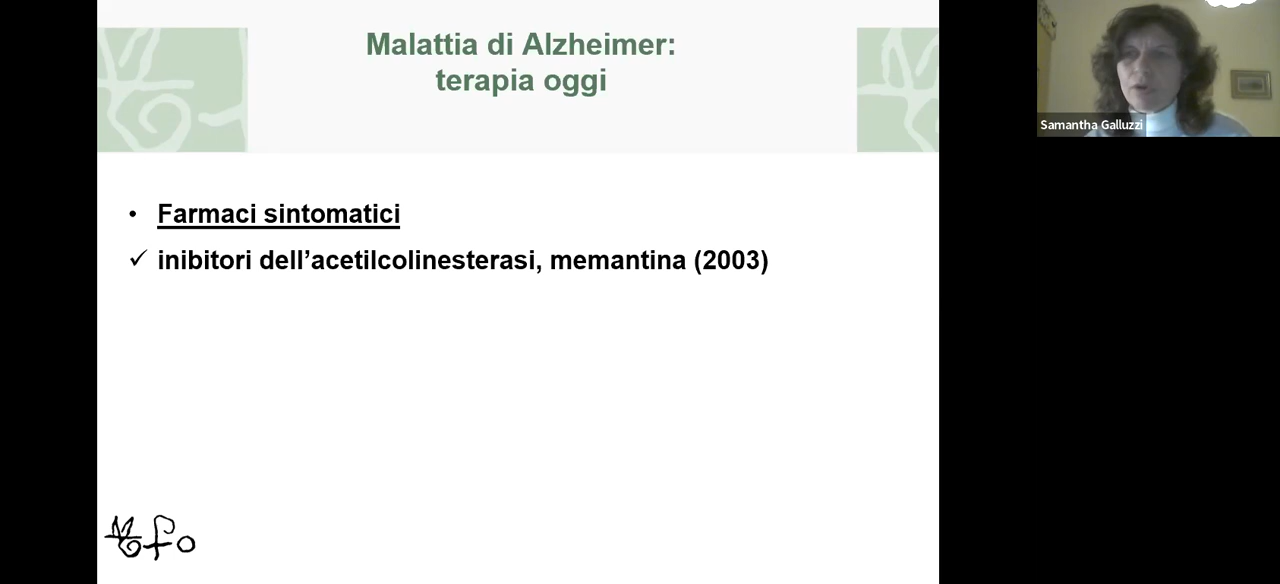 Malattia di Alzheimer:
terapia oggi
Samantha Galluzzi
• Farmaci sintomatici
✓ inibitori dell’acetilcolinesterasi, memantina (2003)